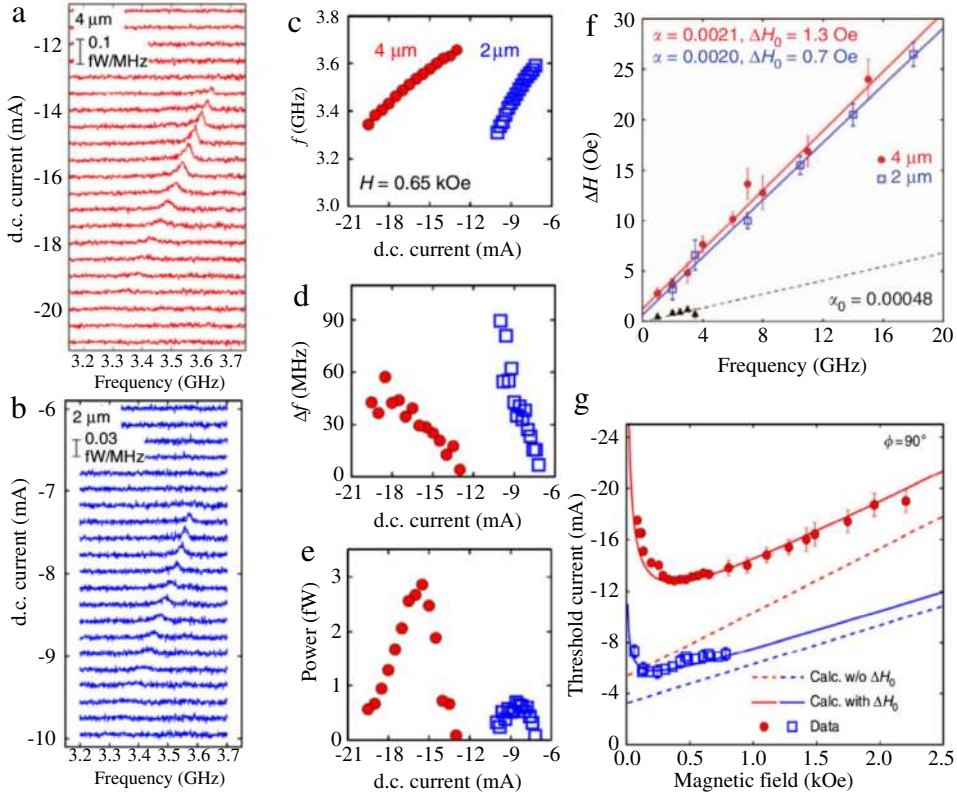 a
4 μm
0.1
fW/MHz
-12
-14
-16
-18
-20
d.c. current (mA)
3.2 3.3 3.4 3.5 3.6 3.7
Frequency (GHz)
b
2 μm
0.03
fW/MHz
-6
-7
-8
-9
-10
d.c. current (mA)
3.2 3.3 3.4 3.5 3.6 3.7
Frequency (GHz)
c
4 μm 2 μm
3.8
3.6
3.4
3.2
3.0
f (GHz)
H = 0.65 kOe
-21 -18 -15 -12 -9 -6
d.c. current (mA)
d
90
60
30
0
Δf (MHz)
-21 -18 -15 -12 -9 -6
d.c. current (mA)
e
3
2
1
0
Power (fW)
-21 -18 -15 -12 -9 -6
d.c. current (mA)
f
α = 0.0021, ΔH0 = 1.3 Oe
α = 0.0020, ΔH0 = 0.7 Oe
30
25
20
15
10
5
0
ΔH (Oe)
4 μm
2 μm
α0 = 0.00048
0 4 8 12 16 20
Frequency (GHz)
g
ϕ = 90°
-24
-20
-16
-12
-8
-4
0
Threshold current (mA)
Calc. w/o ΔH0
Calc. with ΔH0
Data
0.0 0.5 1.0 1.5 2.0 2.5
Magnetic field (kOe)